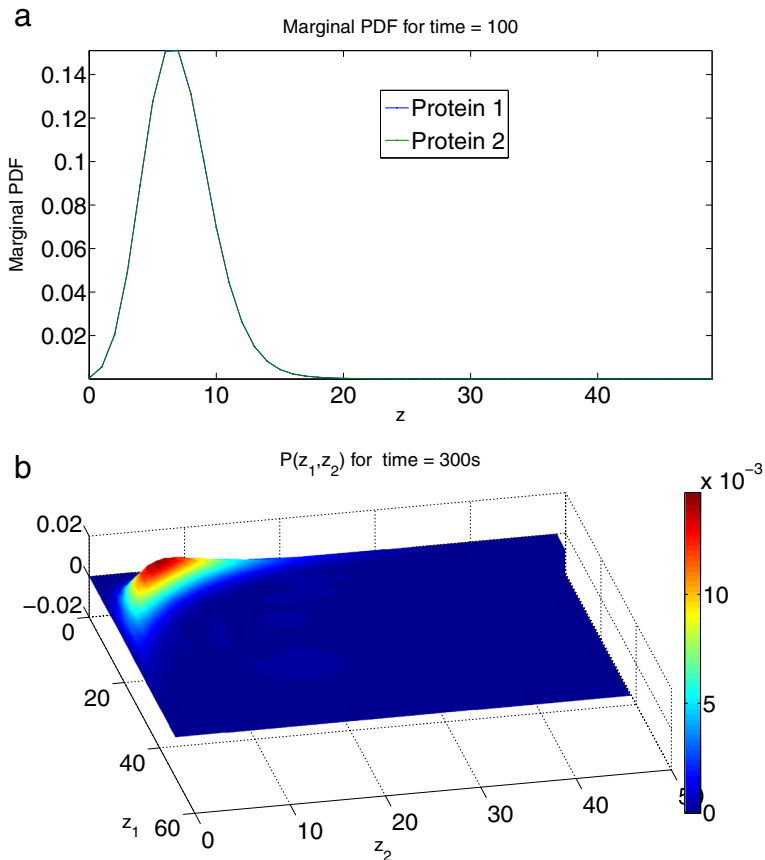 a
Marginal PDF for time = 100
0.14
0.12
0.1
0.08
0.06
0.04
0.02
Marginal PDF
Protein 1
Protein 2
0 10 20 30 40
z
b
P(z₁,z₂) for time = 300s
x 10⁻³
0.02
0
−0.02
0
20
40
60
z₁
0
10
20
30
40
z₂
10
5
0